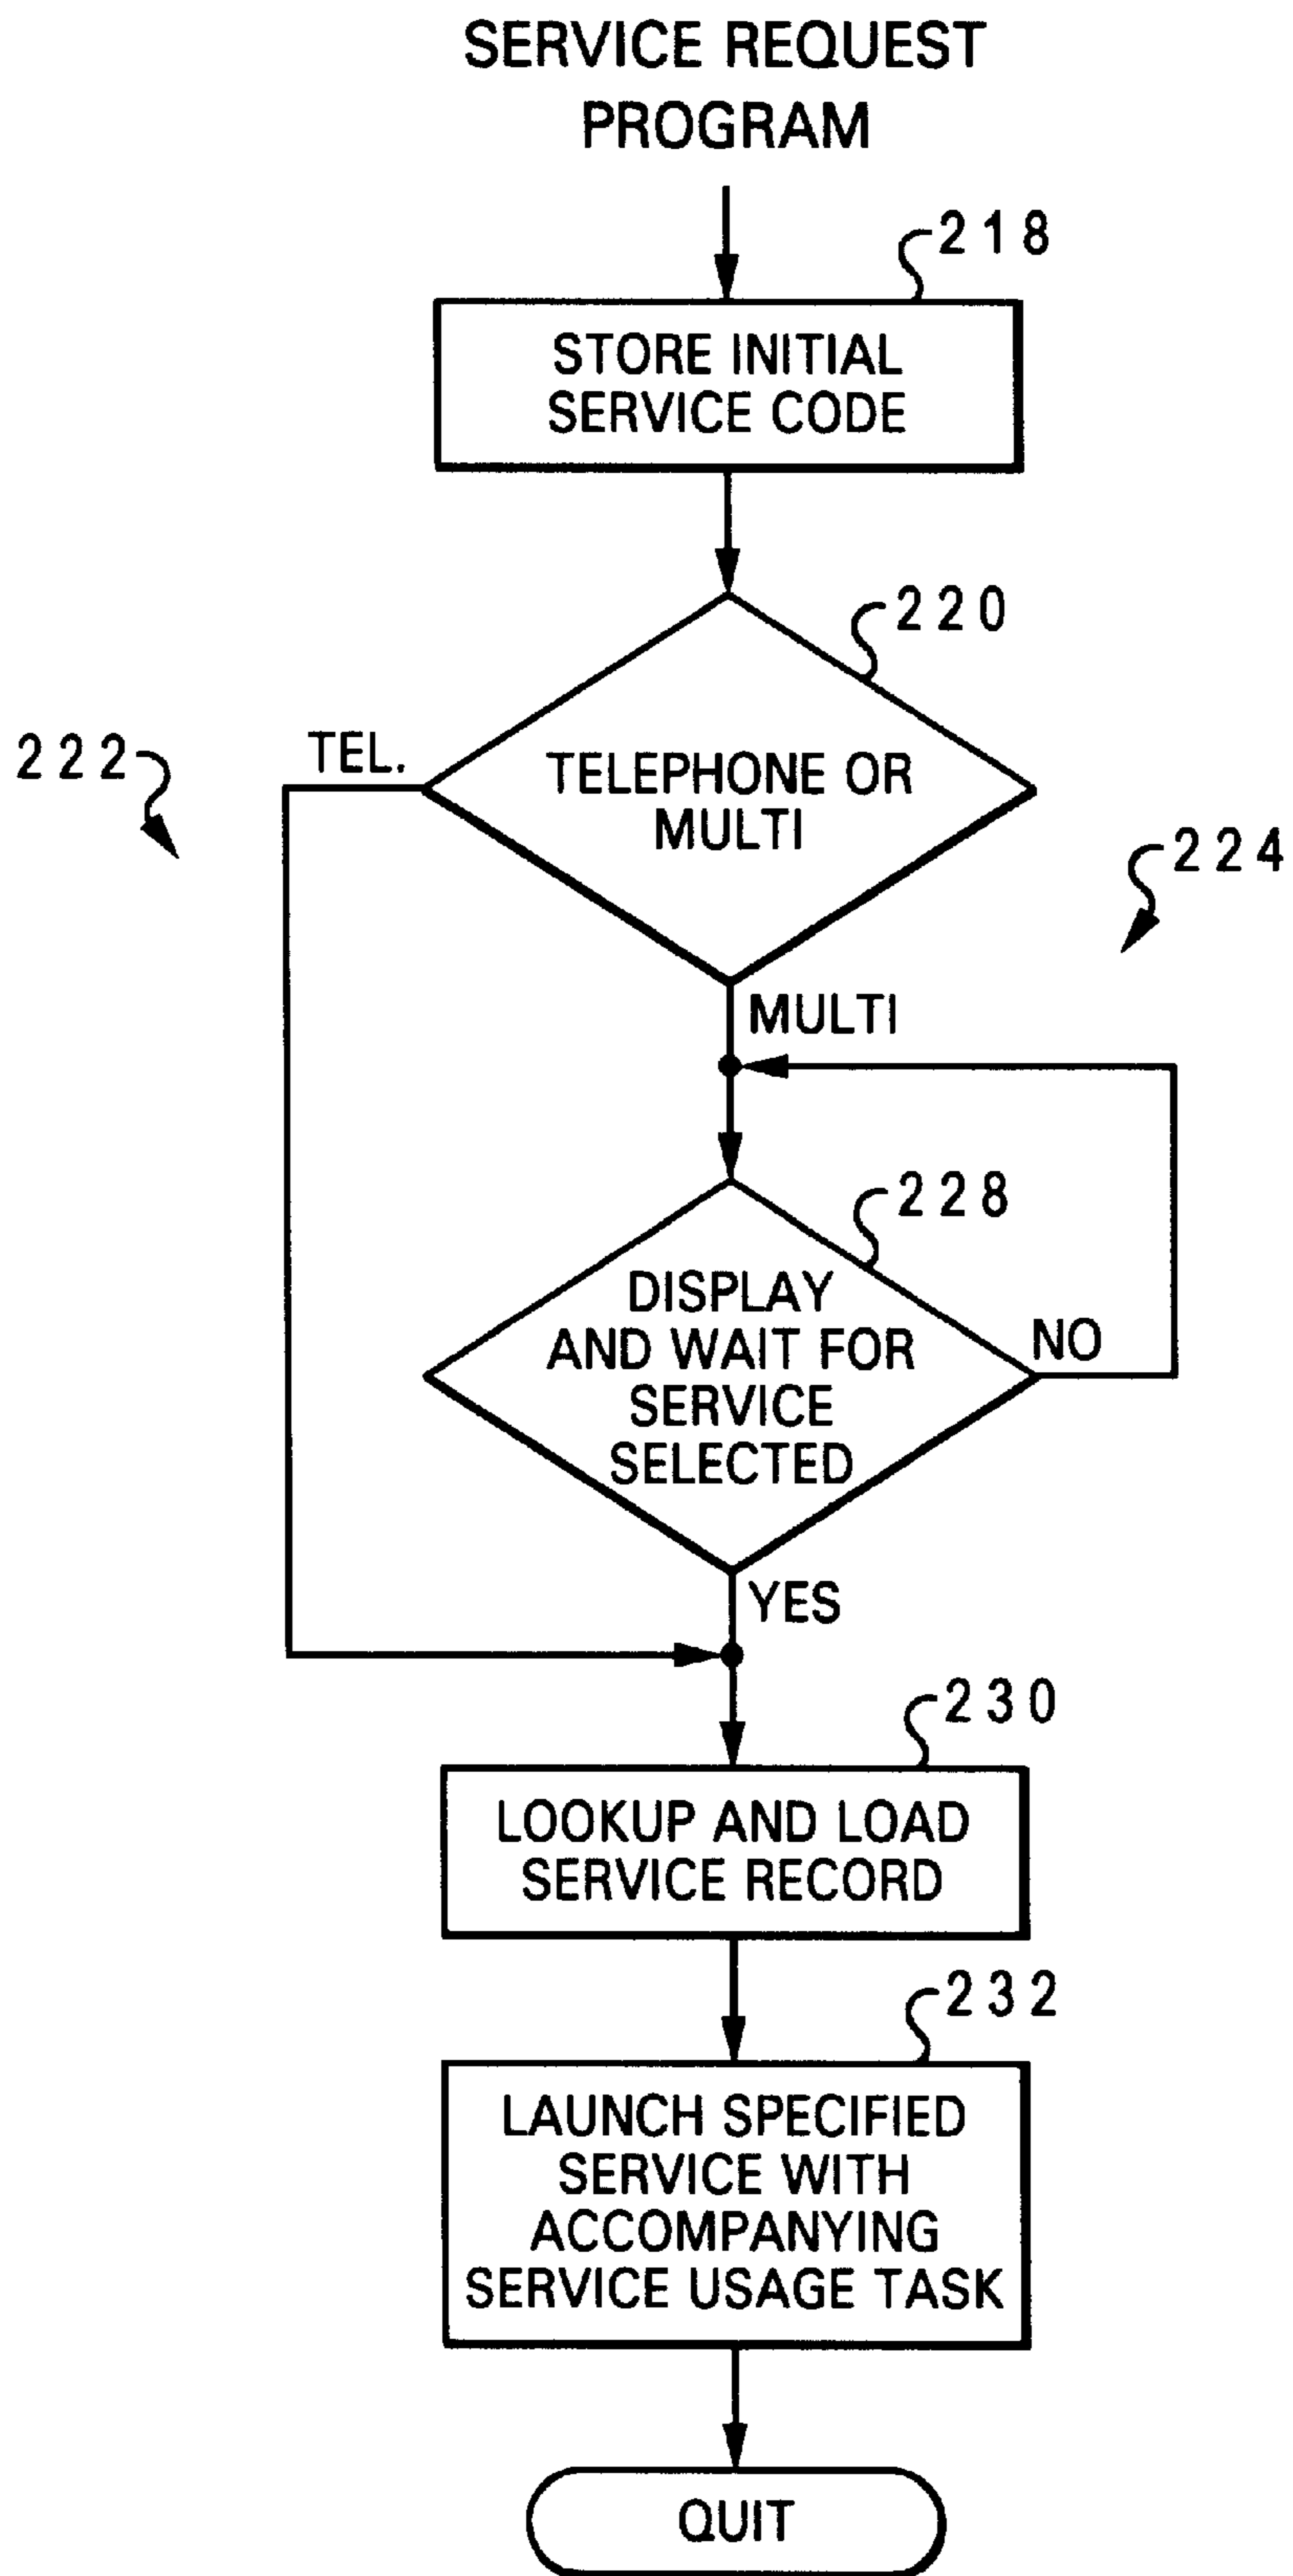 SERVICE REQUEST
PROGRAM
218
STORE INITIAL
SERVICE CODE
220
222
TEL.
TELEPHONE OR
MULTI
224
MULTI
228
DISPLAY
AND WAIT FOR
SERVICE
SELECTED
NO
YES
230
LOOKUP AND LOAD
SERVICE RECORD
232
LAUNCH SPECIFIED
SERVICE WITH
ACCOMPANYING
SERVICE USAGE TASK
QUIT